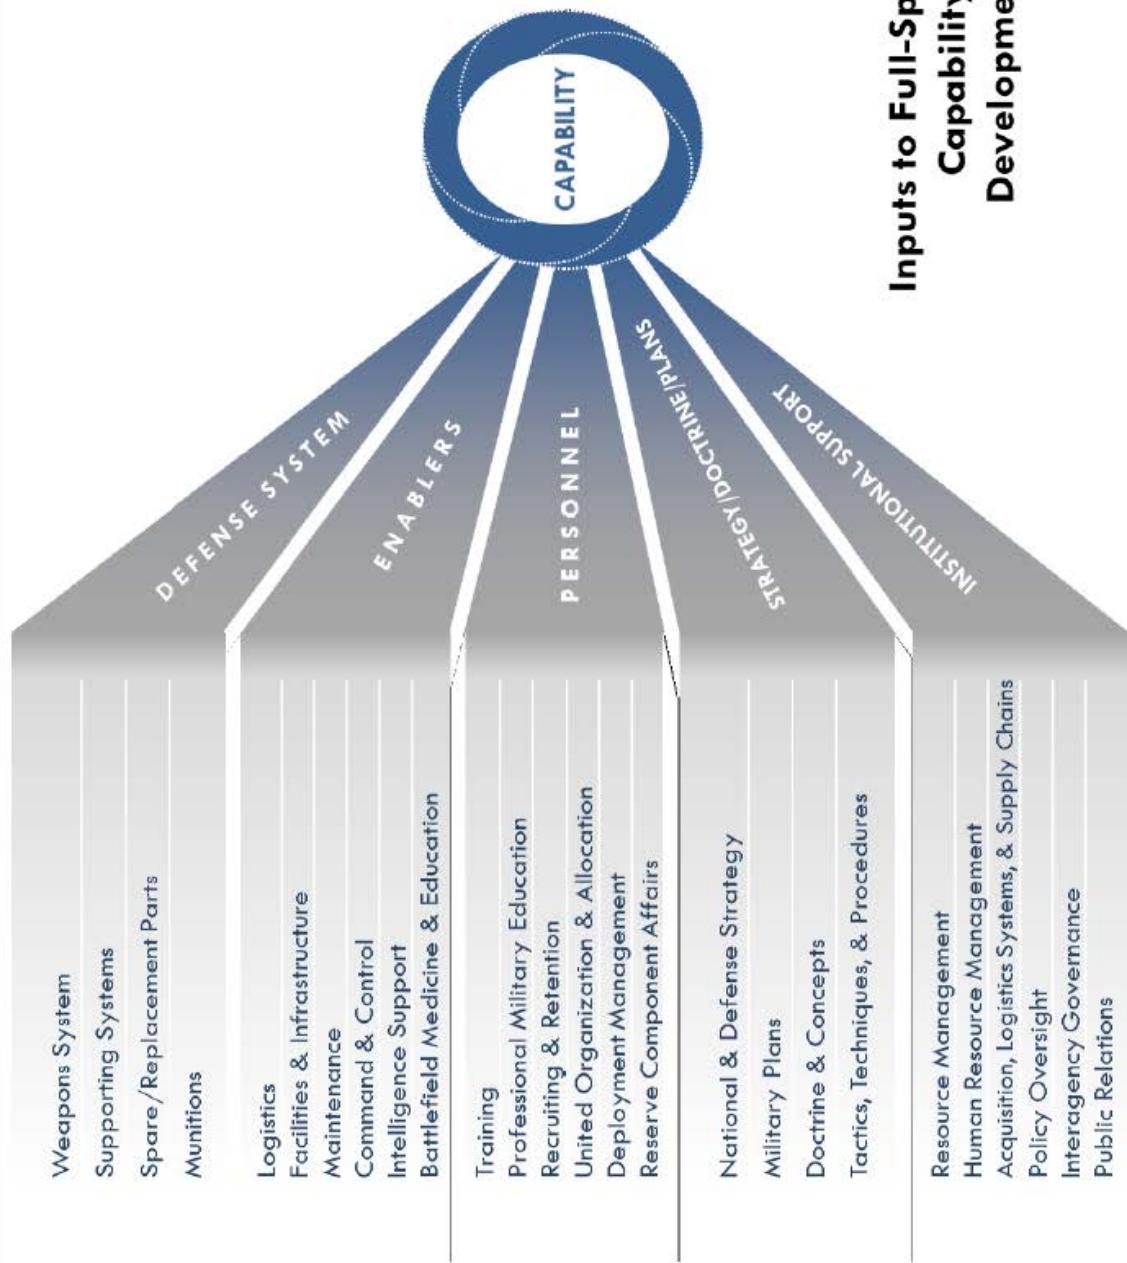 CAPABILITY
DEFENSE SYSTEM
Weapons System
Supporting Systems
Spare/Replacement Parts
Munitions
ENABLERS
Logistics
Facilities & Infrastructure
Maintenance
Command & Control
Intelligence Support
Battlefield Medicine & Education
PERSONNEL
Training
Professional Military Education
Recruiting & Retention
United Organization & Allocation
Deployment Management
Reserve Component Affairs
STRATEGY/DOCTRINE/PLANS
National & Defense Strategy
Military Plans
Doctrine & Concepts
Tactics, Techniques, & Procedures
INSTITUTIONAL SUPPORT
Resource Management
Human Resource Management
Acquisition, Logistics Systems, & Supply Chains
Policy Oversight
Interagency Governance
Public Relations
Inputs to Full-Sp
Capability
Developme